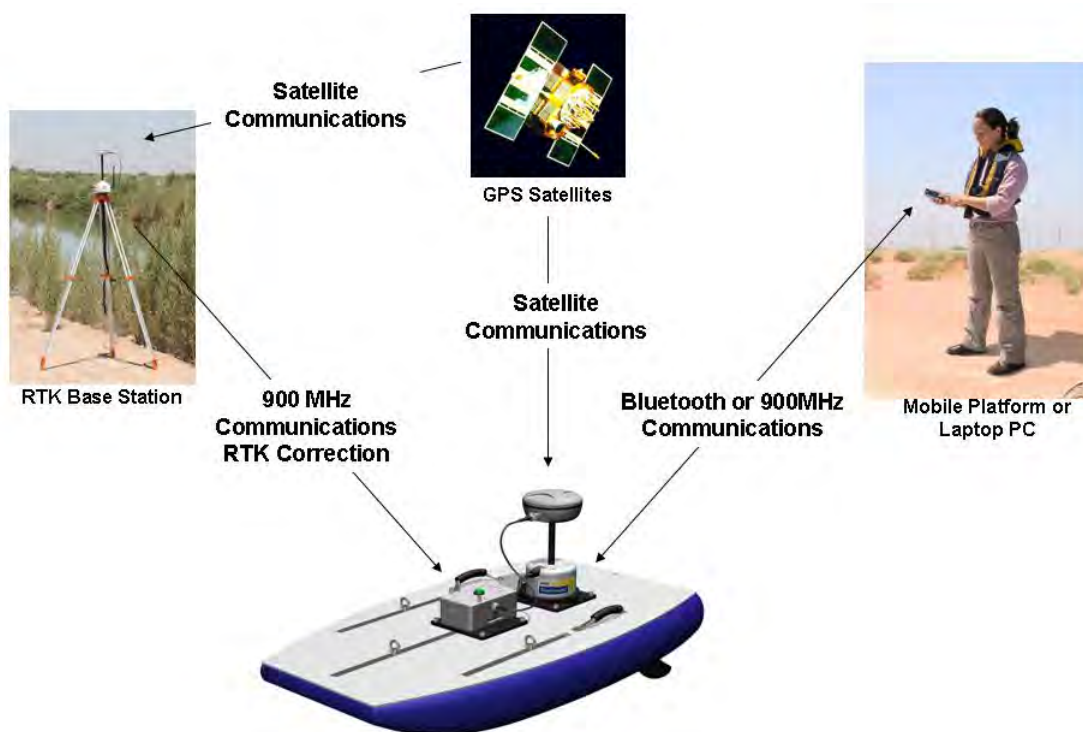 Satellite
Communications
GPS Satellites
Satellite
Communications
RTK Base Station
900 MHz
Communications
RTK Correction
Bluetooth or 900MHz
Communications
Mobile Platform or
Laptop PC